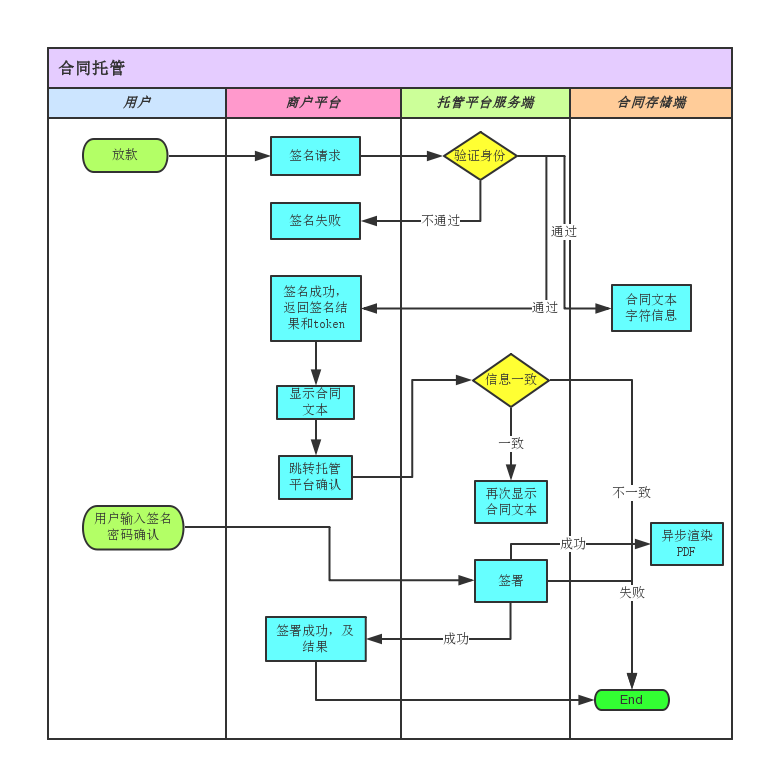 合同托管
用户
商户平台
托管平台服务端
合同存储端
放款
签名请求
验证身份
签名失败
不通过
通过
签名成功，
返回签名结
果和token
通过
合同文本
字符信息
显示合同
文本
信息一致
一致
跳转托管
平台确认
再次显示
合同文本
不一致
用户输入签名
密码确认
成功
异步渲染
PDF
签署
失败
签署成功，及
结果
成功
End